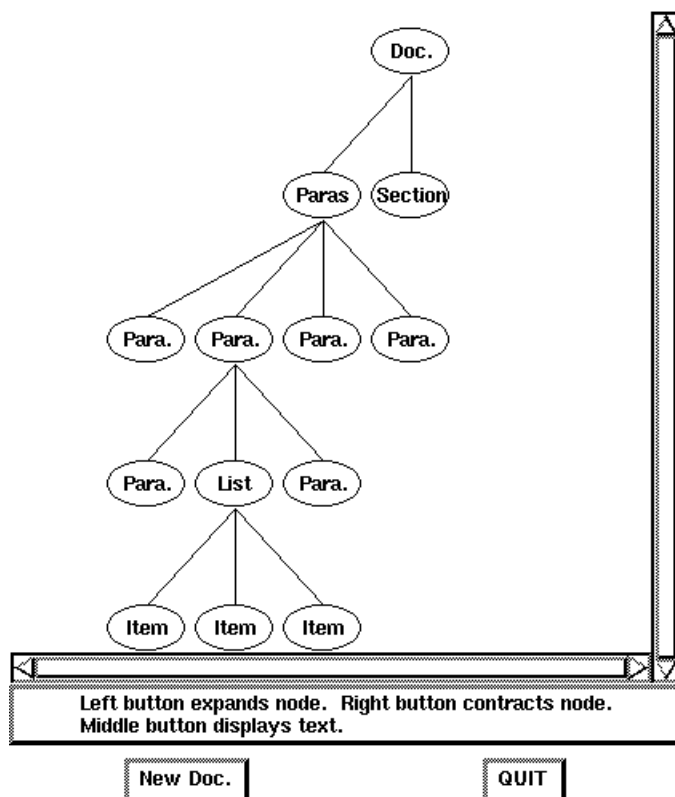 Doc.
Paras Section
Para. Para. Para. Para.
Para. List Para.
Item Item Item
Left button expands node. Right button contracts node.
Middle button displays text.
New Doc. QUIT